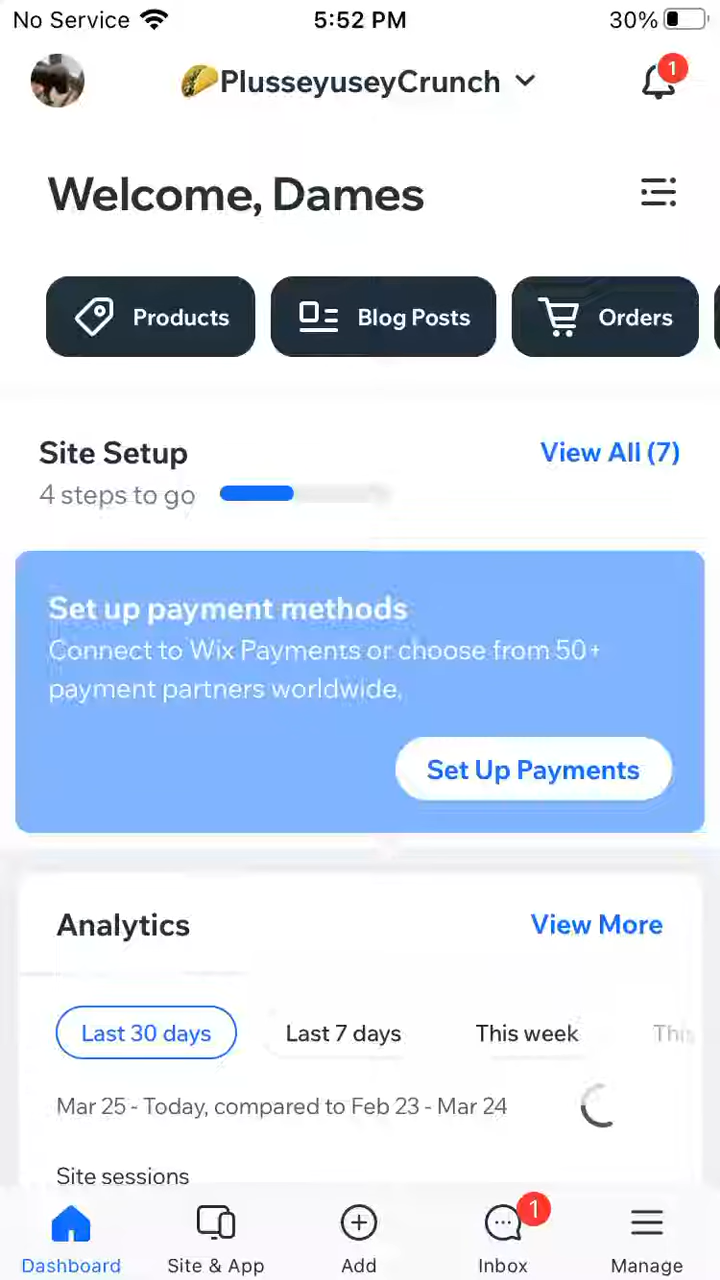 No Service 5:52 PM 30%
🌮PlusseyuseyCrunch 1
Welcome, Dames
Products Blog Posts Orders
Site Setup View All (7)
4 steps to go
Set up payment methods
Connect to Wix Payments or choose from 50+
payment partners worldwide.
Set Up Payments
Analytics View More
Last 30 days Last 7 days This week This
Mar 25 - Today, compared to Feb 23 - Mar 24
Site sessions
1
Dashboard Site & App Add Inbox Manage